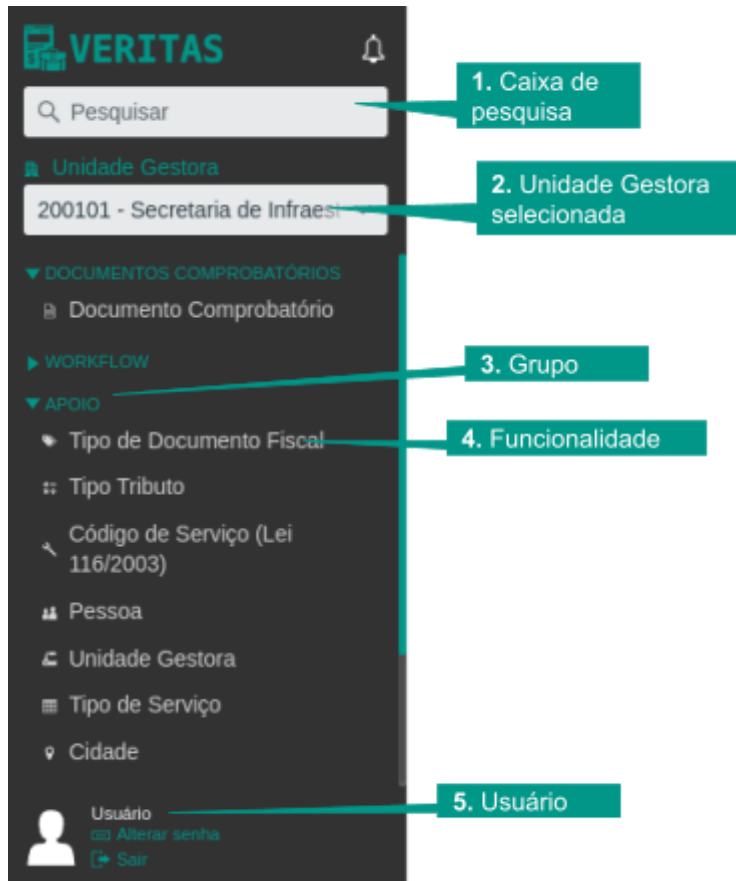 VERITAS
Pesquisar
1. Caixa de
pesquisa
Unidade Gestora
200101 - Secretaria de Infraest
2. Unidade Gestora
selecionada
DOCUMENTOS COMPROBATÓRIOS
Documento Comprobatório
WORKFLOW
3. Grupo
APOIO
Tipo de Documento Fiscal
4. Funcionalidade
Tipo Tributo
Código de Serviço (Lei
116/2003)
Pessoa
Unidade Gestora
Tipo de Serviço
Cidade
Usuário
5. Usuário
Alterar senha
Sair